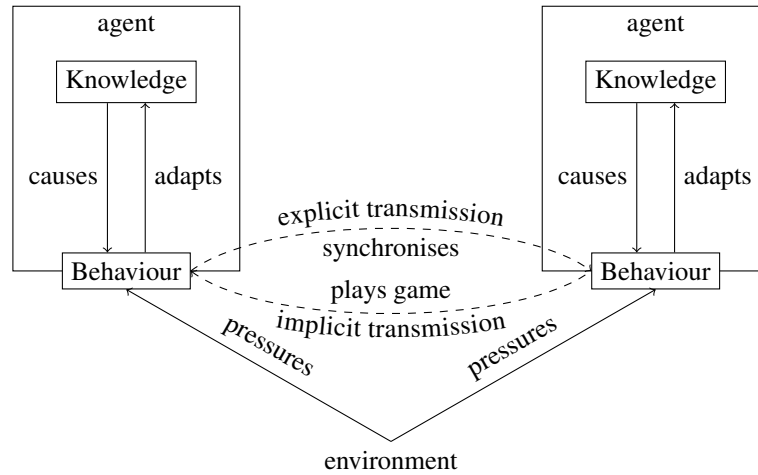 agent
agent
Knowledge
Knowledge
causes
adapts
causes
adapts
explicit transmission
synchronises
Behaviour
Behaviour
plays game
implicit transmission
pressures
pressures
environment